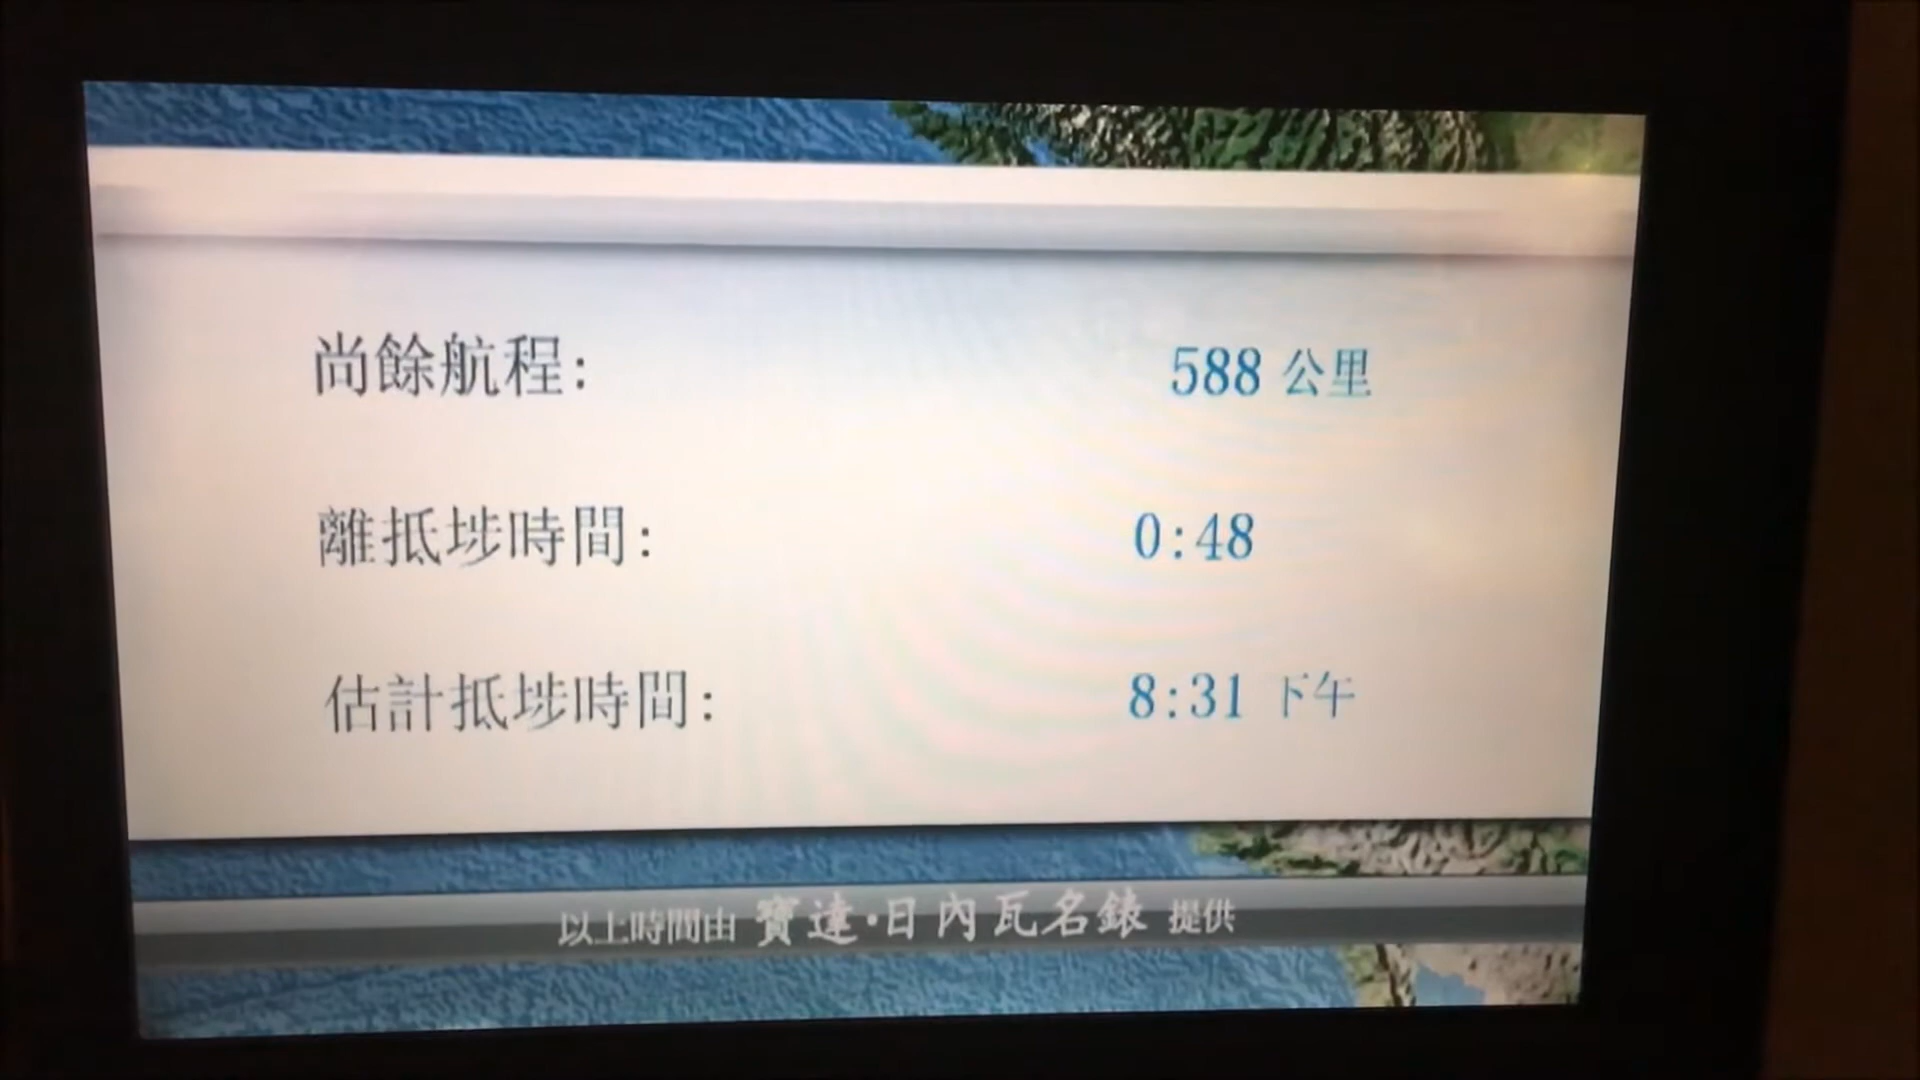 尚餘航程: 588 公里
離抵埗時間: 0:48
估計抵埗時間: 8:31 下午
以上時間由 寶達·日內瓦名錶 提供